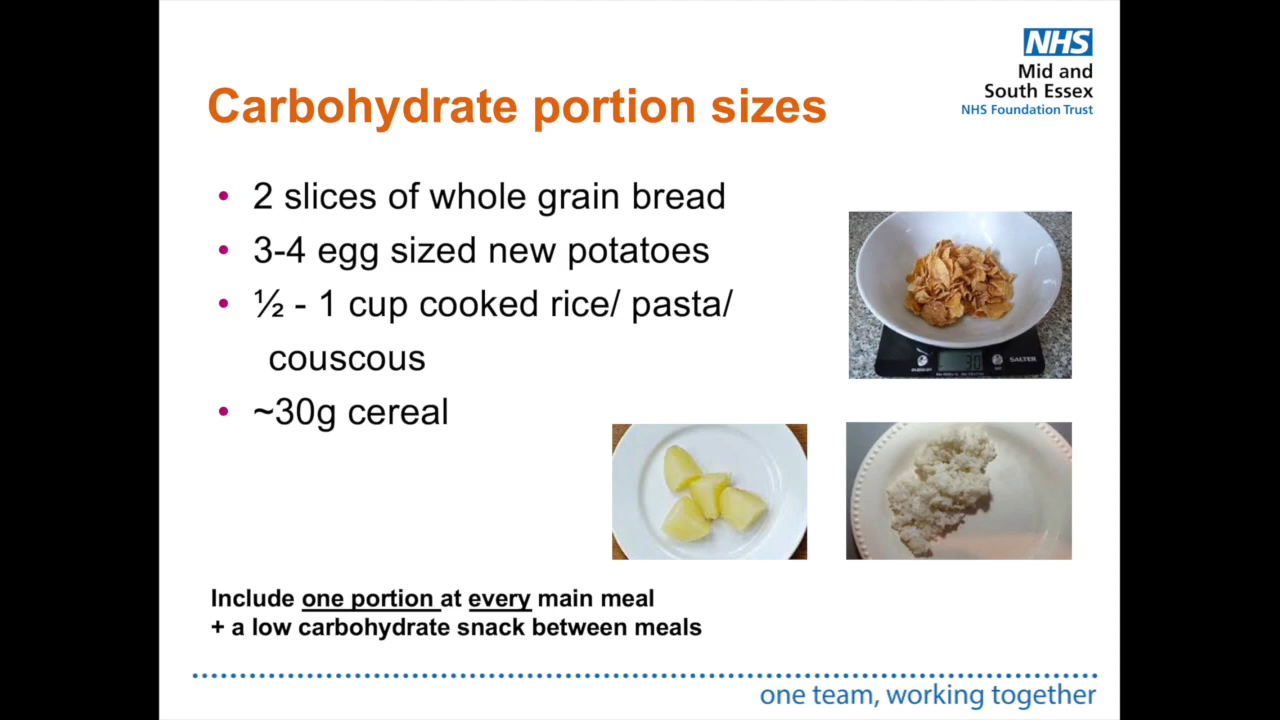 NHS
Mid and
South Essex
NHS Foundation Trust
Carbohydrate portion sizes
• 2 slices of whole grain bread
• 3-4 egg sized new potatoes
• ½ - 1 cup cooked rice/ pasta/
couscous
• ~30g cereal
30
SALTER
Include one portion at every main meal
+ a low carbohydrate snack between meals
one team, working together